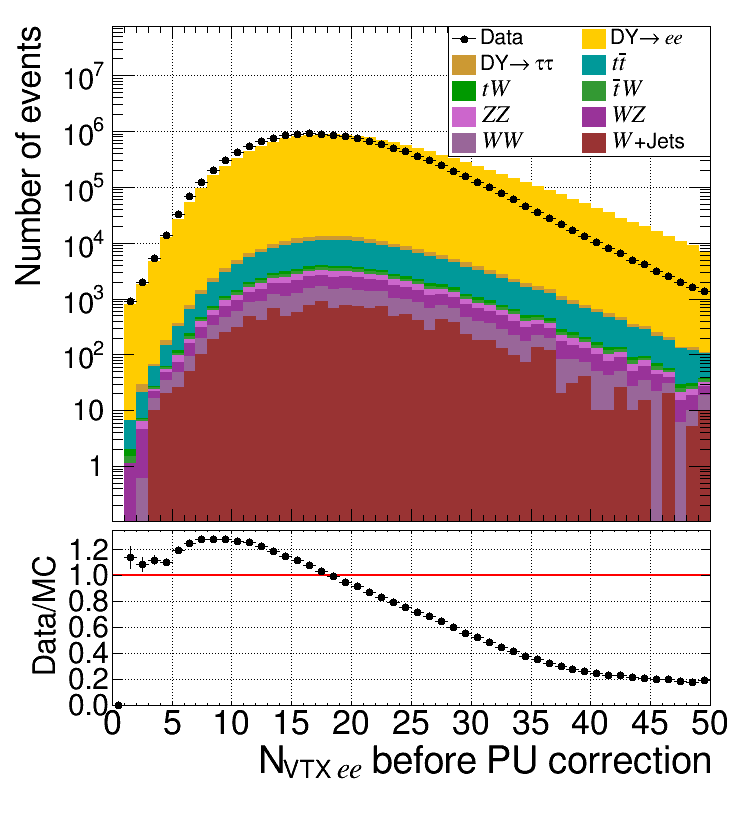 Number of events
10⁷
10⁶
10⁵
10⁴
10³
10²
10
1
Data
DY→ ee
DY→ ττ
tt̄
tW
t̄W
ZZ
WZ
WW
W+Jets
Data/MC
1.2
1.0
0.8
0.6
0.4
0.2
0.0
0 5 10 15 20 25 30 35 40 45 50
N_VTX ee before PU correction